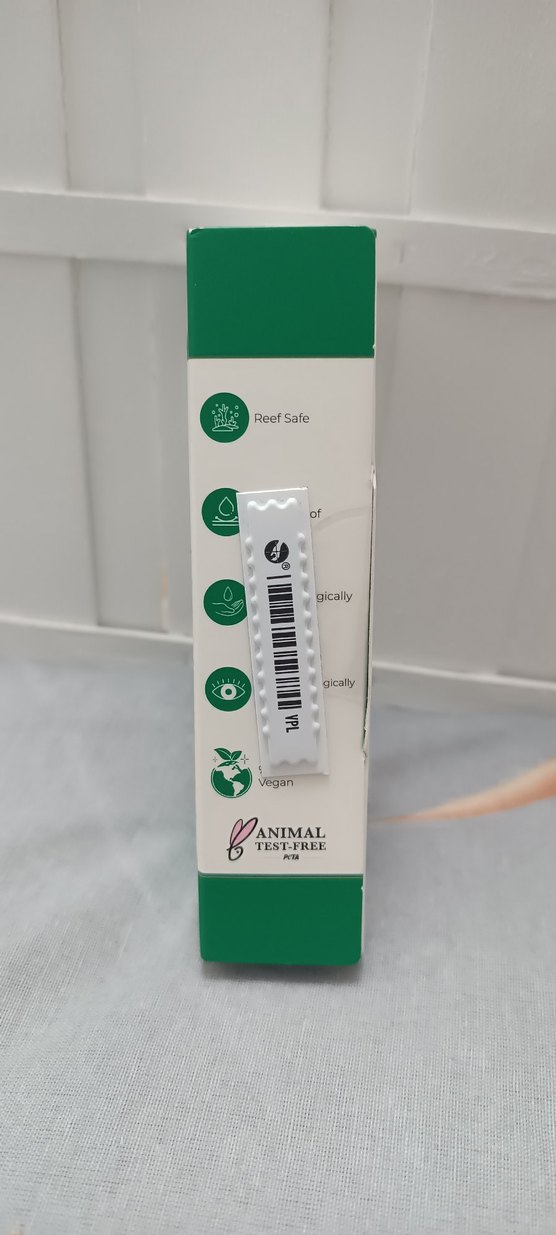 Reef Safe
of
gically
gically
Vegan
ANIMAL
TEST-FREE
PETA
®
VPL